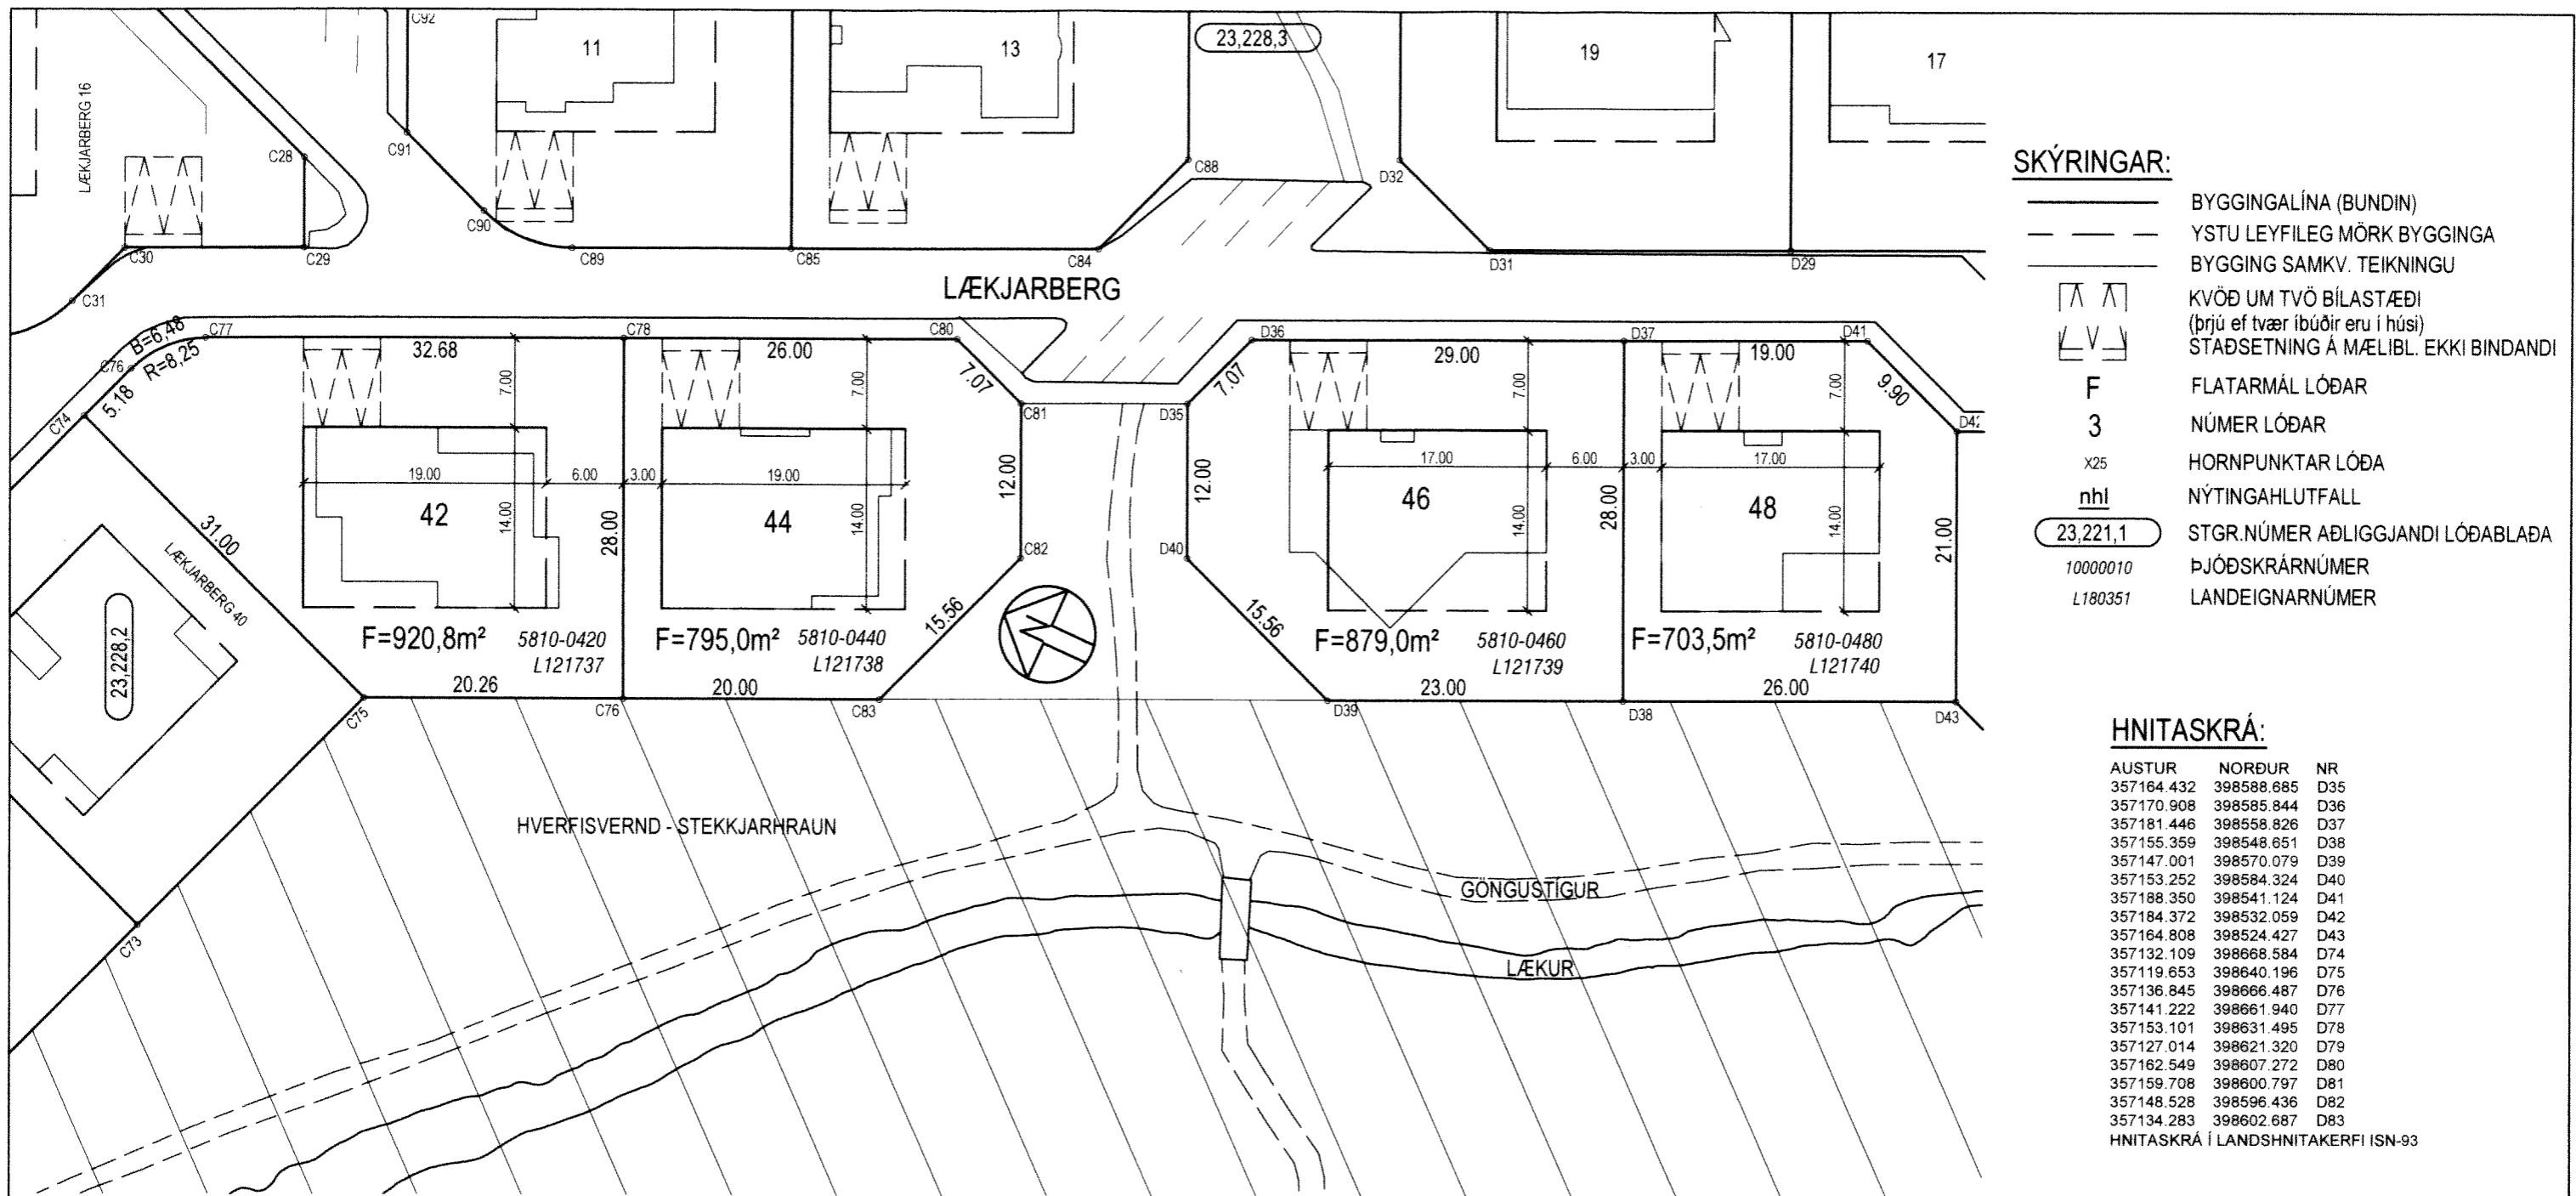 C92
11
13
23,228,3
19
17
LÆKJARBERG 16
C28
C91
C88
D32
C90
C30
C29
C89
C85
C84
D31
D29
C31
LÆKJARBERG
C77
C78
C80
D36
D37
D41
B=6,48
R=8,25
C76
5.18
C74
32.68
26.00
29.00
19.00
7.00
7.00
7.00
7.00
7.07
7.07
9.90
C81
D35
D42
19.00
6.00
3.00
19.00
17.00
6.00
3.00
17.00
42
44
46
48
14.00
14.00
14.00
14.00
28.00
12.00
12.00
28.00
21.00
31.00
LÆKJARBERG 40
23,228,2
C82
D40
15.56
15.56
F=920,8m²
5810-0420
L121737
F=795,0m²
5810-0440
L121738
F=879,0m²
5810-0460
L121739
F=703,5m²
5810-0480
L121740
20.26
20.00
23.00
26.00
C75
C76
C83
D39
D38
D43
HVERFISVERND - STEKKJARHRAUN
GÖNGUSTÍGUR
LÆKUR
C73
SKÝRINGAR:
BYGGINGALÍNA (BUNDIN)
YSTU LEYFILEG MÖRK BYGGINGA
BYGGING SAMKV. TEIKNINGU
KVÖÐ UM TVÖ BÍLASTÆÐI
(þrjú ef tvær íbúðir eru í húsi)
STAÐSETNING Á MÆLIBL. EKKI BINDANDI
F FLATARMÁL LÓÐAR
3 NÚMER LÓÐAR
X25 HORNPUNKTAR LÓÐA
nhl NÝTINGAHLUTFALL
23,221,1 STGR.NÚMER AÐLIGGJANDI LÓÐABLAÐA
10000010 ÞJÓÐSKRÁRNÚMER
L180351 LANDEIGNARNÚMER
HNITASKRÁ:
AUSTUR NORÐUR NR
357164.432 398588.685 D35
357170.908 398585.844 D36
357181.446 398558.826 D37
357155.359 398548.651 D38
357147.001 398570.079 D39
357153.252 398584.324 D40
357188.350 398541.124 D41
357184.372 398532.059 D42
357164.808 398524.427 D43
357132.109 398668.584 D74
357119.653 398640.196 D75
357136.845 398666.487 D76
357141.222 398661.940 D77
357153.101 398631.495 D78
357127.014 398621.320 D79
357162.549 398607.272 D80
357159.708 398600.797 D81
357148.528 398596.436 D82
357134.283 398602.687 D83
HNITASKRÁ Í LANDSHNITAKERFI ISN-93